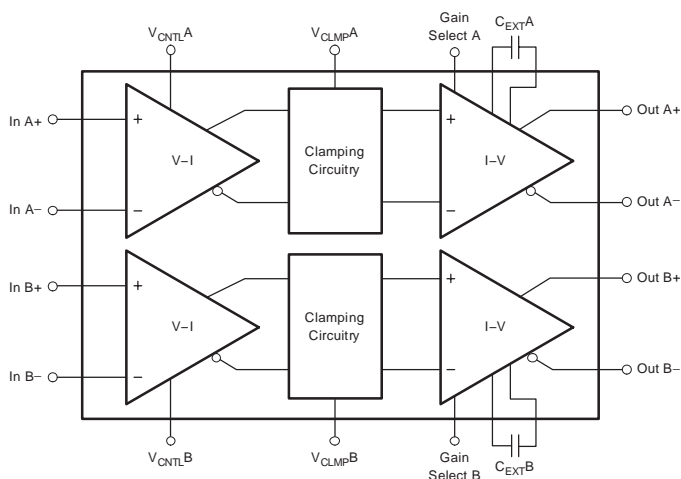 VCNTLA
VCLMPA
Gain
Select A
CEXTA
In A+
+
V−I
Clamping
Circuitry
+
I−V
Out A+
In A−
−
−
Out A−
In B+
+
V−I
Clamping
Circuitry
+
I−V
Out B+
In B−
−
−
Out B−
VCNTLB
VCLMPB
Gain
Select B
CEXTB